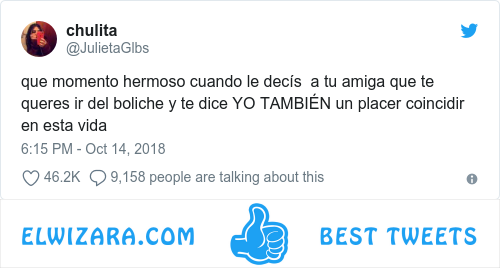 chulita
@JulietaGlbs
que momento hermoso cuando le decís  a tu amiga que te
queres ir del boliche y te dice YO TAMBIÉN un placer coincidir
en esta vida
6:15 PM - Oct 14, 2018
46.2K 9,158 people are talking about this
ELWIZARA.COM BEST TWEETS